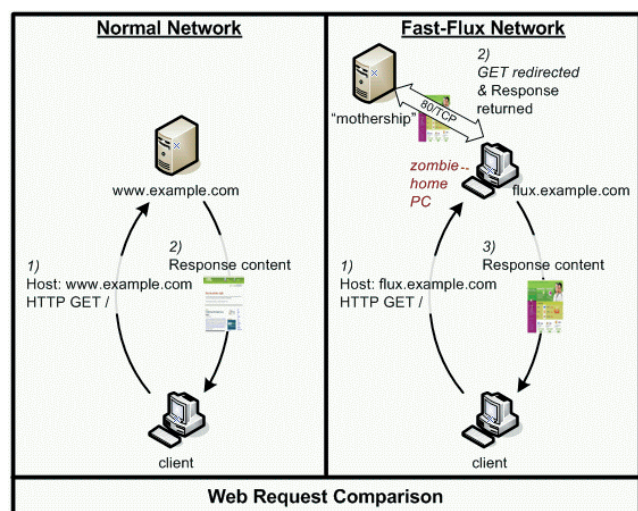 Normal Network
www.example.com
1)
Host: www.example.com
HTTP GET /
2)
Response content
client
Fast-Flux Network
"mothership"
80/TCP
2)
GET redirected
& Response
returned
zombie
home
PC
flux.example.com
1)
Host: flux.example.com
HTTP GET /
3)
Response content
client
Web Request Comparison